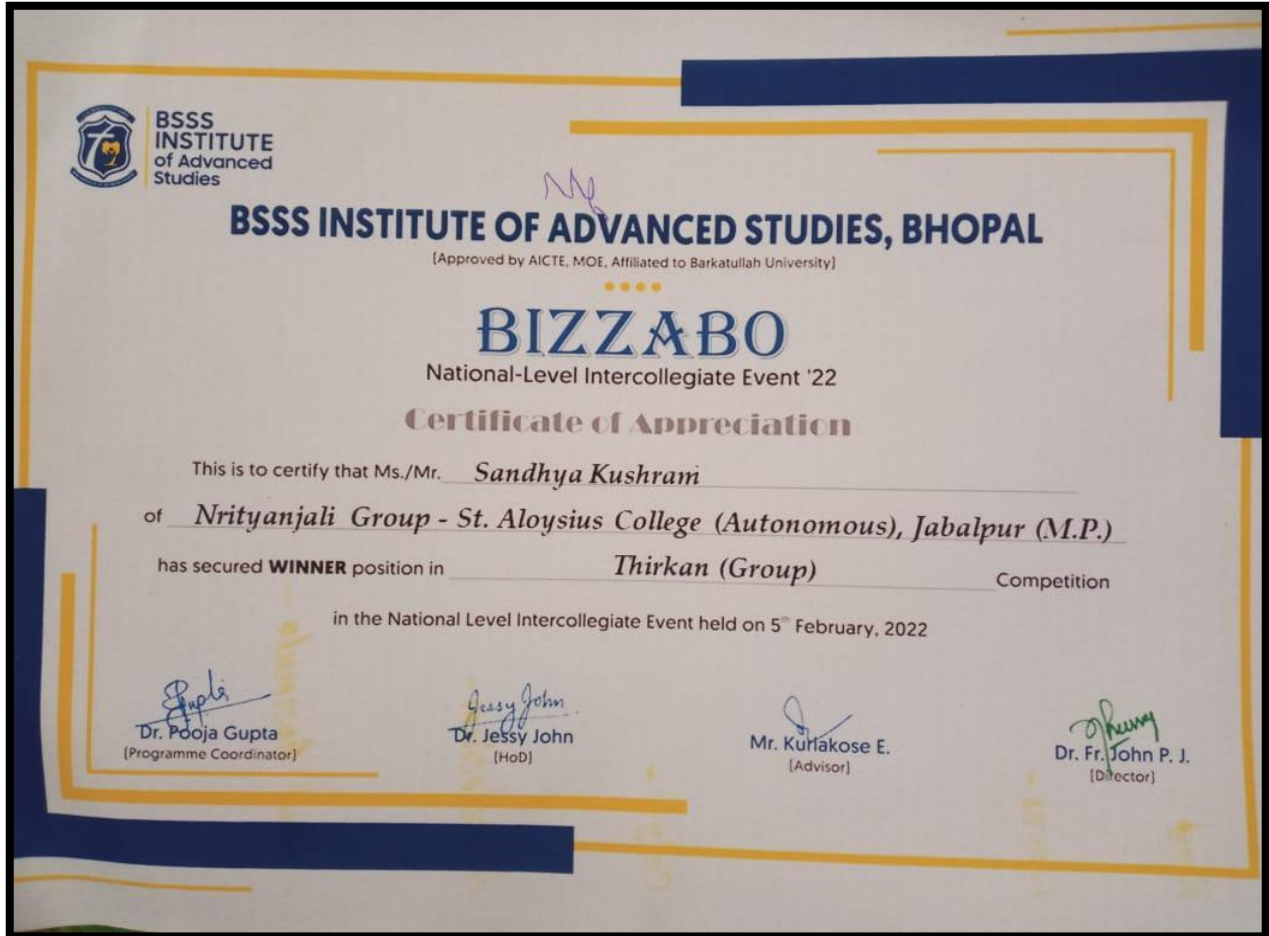 BSSS
INSTITUTE
of Advanced
Studies
BSSS INSTITUTE OF ADVANCED STUDIES, BHOPAL
(Approved by AICTE, MOE, Affiliated to Barkatullah University)
BIZZABO
National-Level Intercollegiate Event '22
Certificate of Appreciation
This is to certify that Ms./Mr. Sandhya Kushram
of Nrityanjali Group - St. Aloysius College (Autonomous), Jabalpur (M.P.)
has secured WINNER position in Thirkan (Group) Competition
in the National Level Intercollegiate Event held on 5th February, 2022
Jessy John
Dr. Pooja Gupta
(Programme Coordinator)
Dr. Jessy John
(HoD)
Mr. Kuriakose E.
(Advisor)
Dr. Fr. John P. J.
(Director)